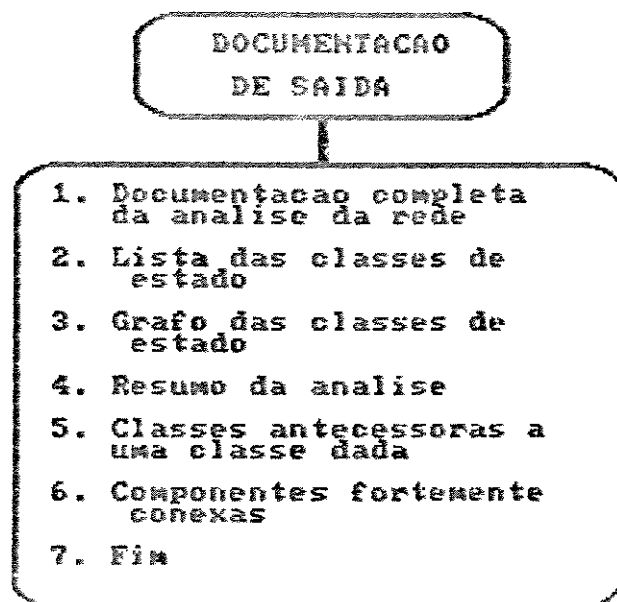 DOCUMENTACAO
DE SAIDA
1. Documentacao completa
da analise da rede
2. Lista das classes de
estado
3. Grafo das classes de
estado
4. Resumo da analise
5. Classes antecessoras a
uma classe dada
6. Componentes fortemente
conexas
7. Fim